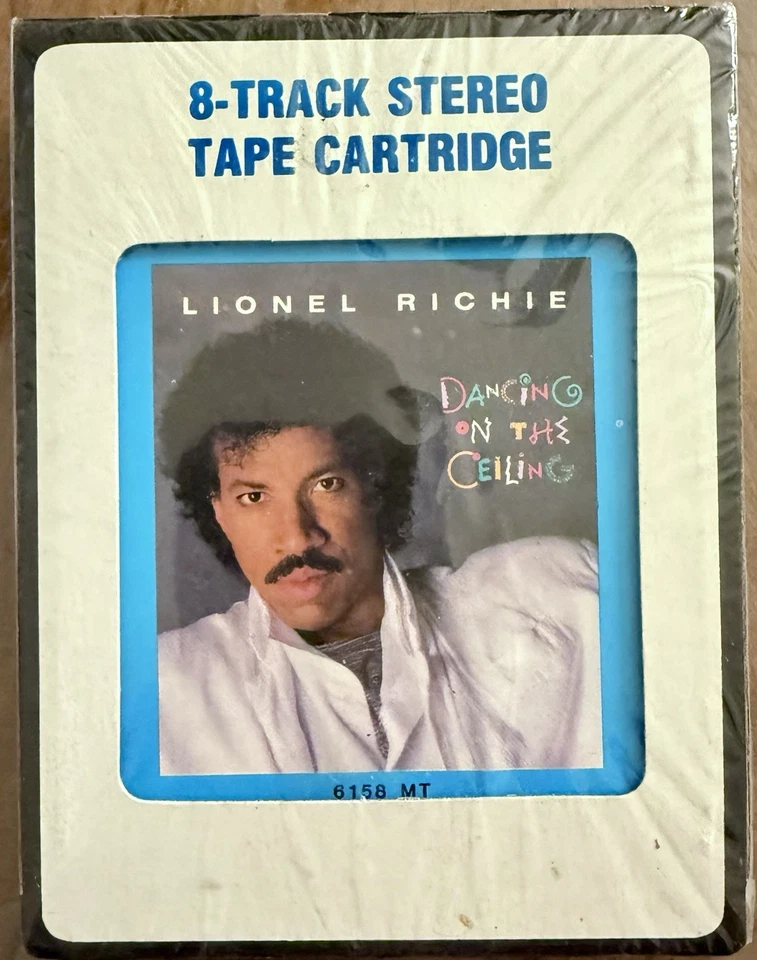 8-TRACK STEREO
TAPE CARTRIDGE
LIONEL RICHIE
DANCING
ON THE
CEILING
6158 MT